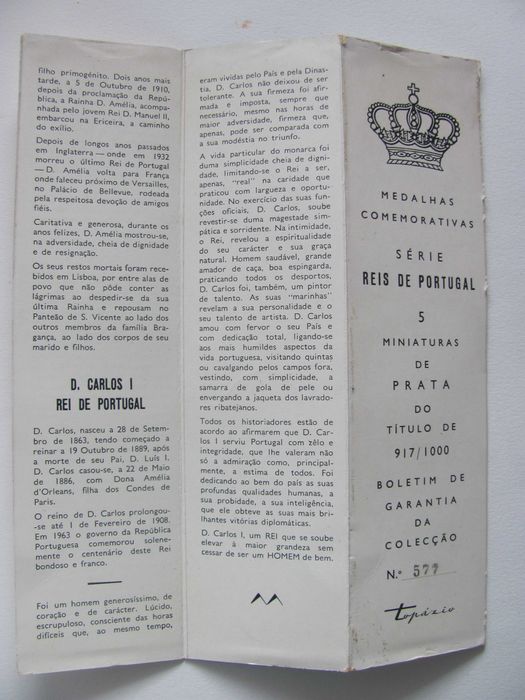 filho primogénito. Dois anos mais
tarde, a 5 de Outubro de 1910,
depois da proclamação da Repú-
blica, a Rainha D. Amélia, acompa-
nhada pelo jovem Rei D. Manuel II,
embarcou na Ericeira, a caminho
do exílio.
Depois de longos anos passados
em Inglaterra — onde em 1932
morreu o último Rei de Portugal
— D. Amélia volta para França
onde faleceu próximo de Versailles,
no Palácio de Bellevue, rodeada
pela respeitosa devoção de amigos
fiéis.
Caritativa e generosa, durante os
anos felizes, D. Amélia mostrou-se,
na adversidade, cheia de dignidade
e de resignação.
Os seus restos mortais foram rece-
bidos em Lisboa, por entre alas de
povo que não pôde conter as
lágrimas ao despedir-se da sua
última Rainha e repousam no
Panteão de S. Vicente ao lado dos
outros membros da família Bra-
gança, ao lado dos corpos de seu
marido e filhos.
D. CARLOS I
REI DE PORTUGAL
D. Carlos, nasceu a 28 de Setem-
bro de 1863, tendo começado a
reinar a 19 Outubro de 1889, após
a morte de seu Pai, D. Luís I.
D. Carlos casou-se, a 22 de Maio
de 1886, com Dona Amélia
d'Orleans, filha dos Condes de
Paris.
O reino de D. Carlos prolongou-
-se até 1 de Fevereiro de 1908.
Em 1963 o governo da República
Portuguesa comemorou solene-
mente o centenário deste Rei
bondoso e franco.
Foi um homem generosíssimo, de
coração e de carácter. Lúcido,
escrupuloso, consciente das horas
difíceis que, ao mesmo tempo,
eram vividas pelo País e pela Dinas-
tia, D. Carlos não deixou de ser
tolerante. A sua firmeza foi afir-
mada e imposta, sempre que
necessário, mesmo nas horas de
maior adversidade, firmeza que,
apenas, pode ser comparada com
a sua modéstia no triunfo.
A vida particular do monarca foi
duma simplicidade cheia de digni-
dade, limitando-se o Rei a ser,
apenas, "real" na caridade que
praticou com largueza e oportu-
nidade. No exercício das suas fun-
ções oficiais, D. Carlos, soube
revestir-se duma magestade sim-
pática e sorridente. Na intimidade,
o Rei, revelou a espiritualidade
do seu carácter e sua graça
natural. Homem saudável, grande
amador de caça, boa espingarda,
praticando todos os desportos,
D. Carlos foi, também, um pintor
de talento. As suas "marinhas"
revelam a sua personalidade e o
seu talento de artista. D. Carlos
amou com fervor o seu País e
com dedicação total, ligando-se
aos mais humildes aspectos da
vida portuguesa, visitando quintas
ou cavalgando pelos campos fora,
vestindo, com simplicidade, a
samarra de gola de pele ou
envergando a jaqueta dos lavrado-
res ribatejanos.
Todos os historiadores estão de
acordo ao afirmarem que D. Car-
los I serviu Portugal com zêlo e
integridade, que lhe valeram não
só a admiração como, principal-
mente, a estima de todos. Foi
dedicando ao bem do país as suas
profundas qualidades humanas, a
sua probidade, a sua inteligência,
que ele obteve as suas mais bri-
lhantes vitórias diplomáticas.
D. Carlos I, um REI que se soube
elevar à maior grandeza sem
cessar de ser um HOMEM de bem.
MEDALHAS
COMEMORATIVAS
SÉRIE
REIS DE PORTUGAL
5
MINIATURAS
DE
PRATA
DO
TÍTULO DE
917/1000
BOLETIM DE
GARANTIA
DA
COLECÇÃO
N.º 577
topázio